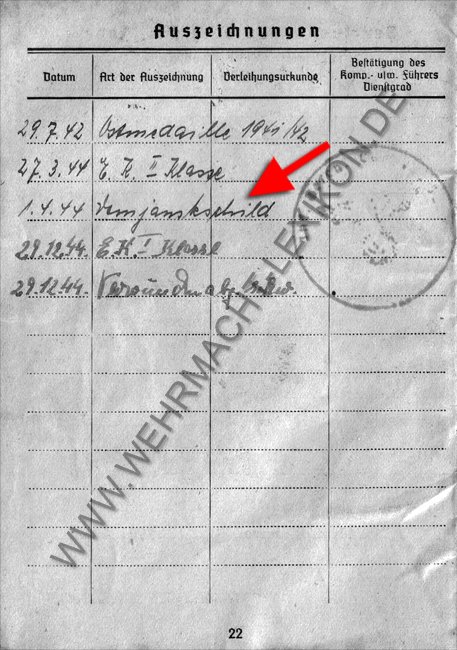 Auszeichnungen
Datum Art der Auszeichnung Verleihungsurkunde Bestätigung des Komp.- usw. Führers Dienstgrad
29.7.42 Ostmedaille 1941/42
27.3.44 E. K. II Klasse
1.4.44 Demjanskschild
29.12.44. E.K. I Klasse
29.12.44.
WWW.WEHRMACHT-LEXIKON.DE
22